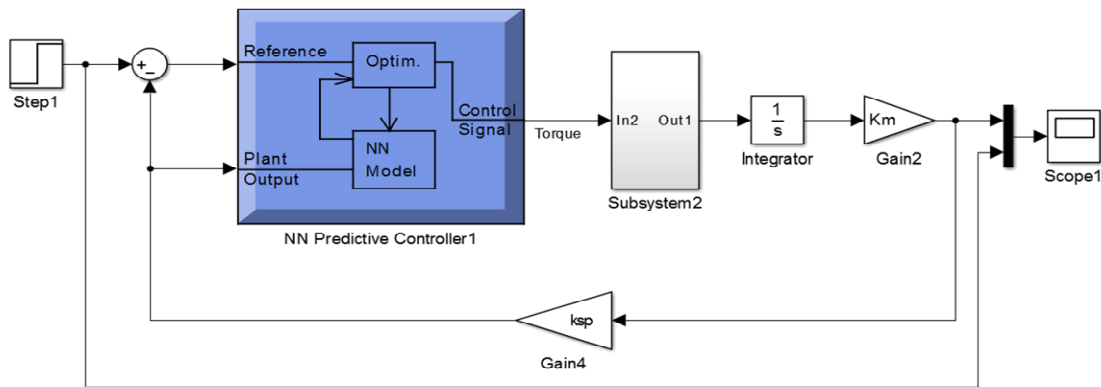 Step1
+
−
Reference
Plant
Output
Optim.
NN
Model
Control
Signal
NN Predictive Controller1
Torque
In2
Out1
Subsystem2
1
s
Integrator
Km
Gain2
Scope1
ksp
Gain4